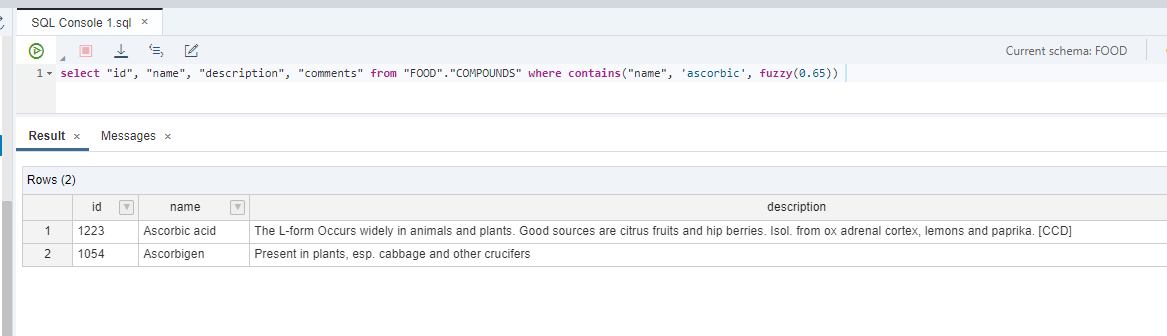 SQL Console 1.sql ×
Current schema: FOOD
1 select "id", "name", "description", "comments" from "FOOD"."COMPOUNDS" where contains("name", 'ascorbic', fuzzy(0.65))
Result × Messages ×
Rows (2)
id name description
1 1223 Ascorbic acid The L-form Occurs widely in animals and plants. Good sources are citrus fruits and hip berries. Isol. from ox adrenal cortex, lemons and paprika. [CCD]
2 1054 Ascorbigen Present in plants, esp. cabbage and other crucifers